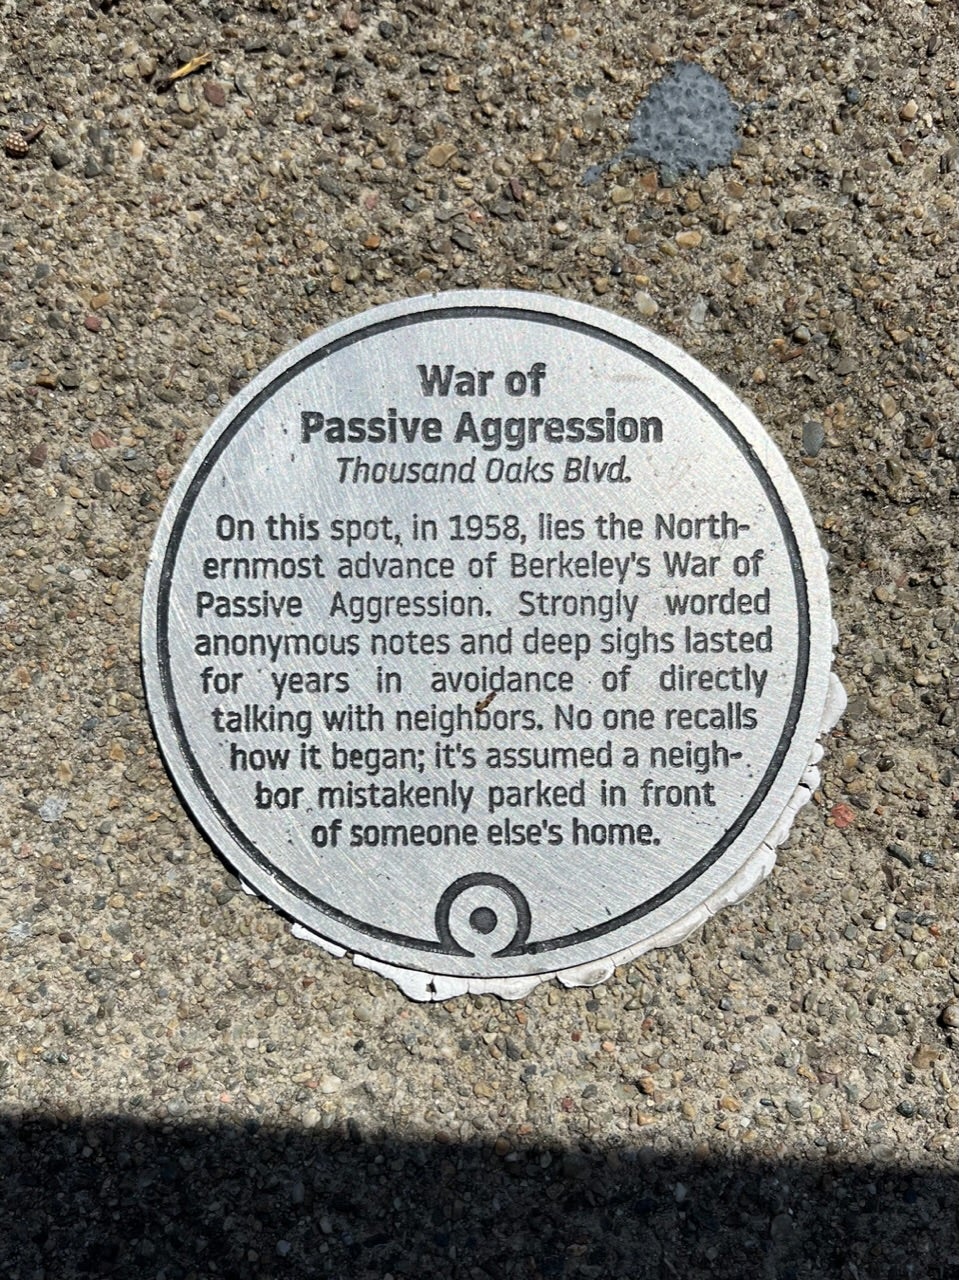 War of
Passive Aggression
Thousand Oaks Blvd.
On this spot, in 1958, lies the North-
ernmost advance of Berkeley's War of
Passive Aggression. Strongly worded
anonymous notes and deep sighs lasted
for years in avoidance of directly
talking with neighbors. No one recalls
how it began; it's assumed a neigh-
bor mistakenly parked in front
of someone else's home.